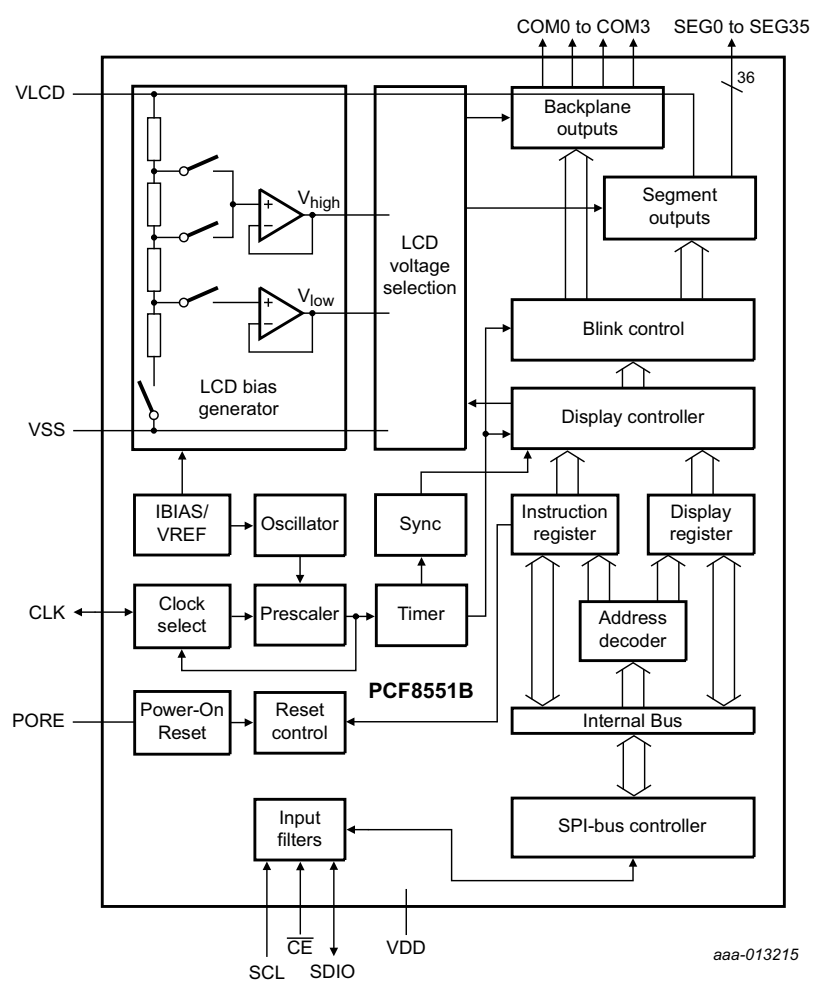 COM0 to COM3
SEG0 to SEG35
36
VLCD
Backplane
outputs
Segment
outputs
+
−
Vhigh
LCD
voltage
selection
+
−
Vlow
Blink control
LCD bias
generator
Display controller
VSS
IBIAS/
VREF
Oscillator
Sync
Instruction
register
Display
register
CLK
Clock
select
Prescaler
Timer
Address
decoder
PCF8551B
PORE
Power-On
Reset
Reset
control
Internal Bus
Input
filters
SPI-bus controller
CE
VDD
SCL
SDIO
aaa-013215